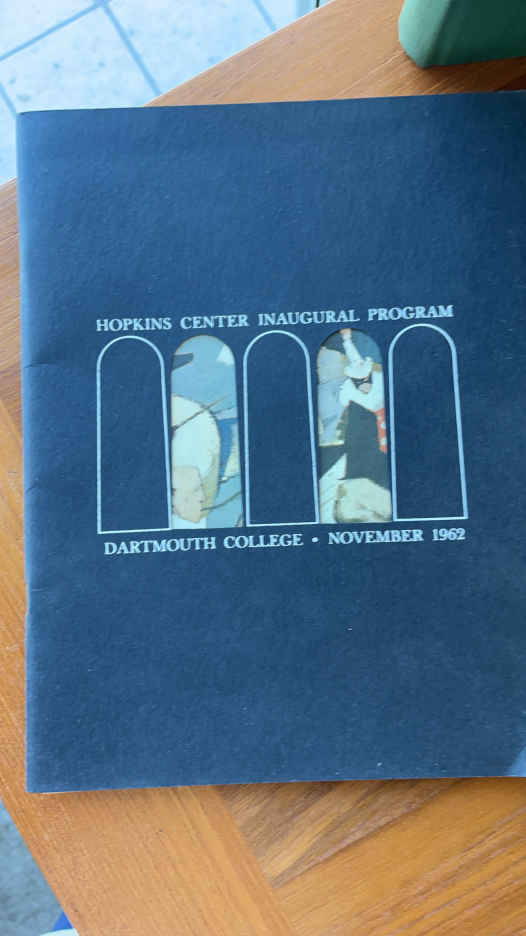 HOPKINS CENTER INAUGURAL PROGRAM
DARTMOUTH COLLEGE • NOVEMBER 1962